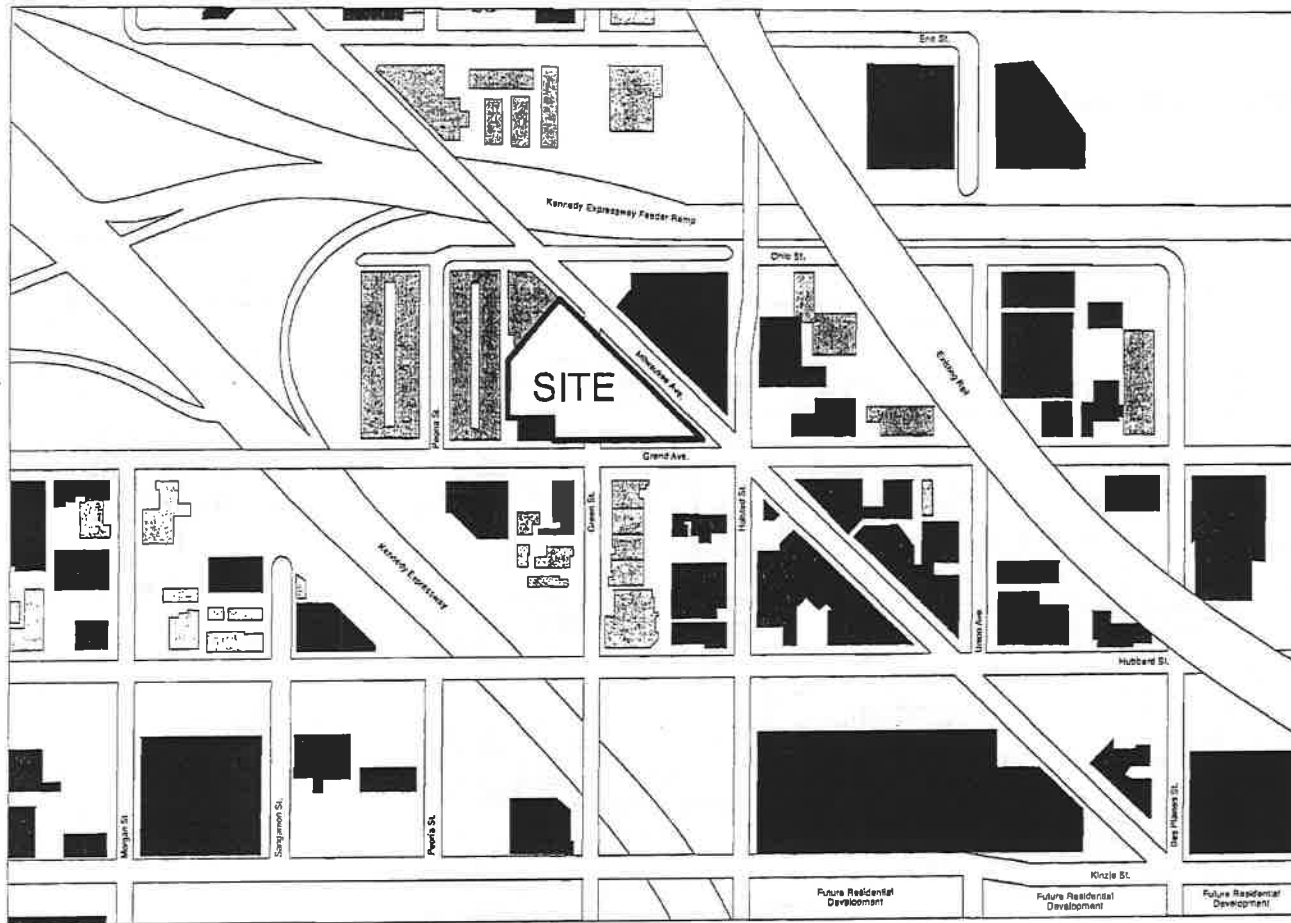 Erie St.
Kennedy Expressway Feeder Ramp
Ohio St.
SITE
Milwaukee Ave.
Existing Rail
Peoria St.
Grand Ave.
Green St.
Halsted St.
Kennedy Expressway
Union Ave.
Hubbard St.
Morgan St.
Sangamon St.
Peoria St.
Des Plaines St.
Kinzie St.
Future Residential
Development
Future Residential
Development
Future Residential
Development